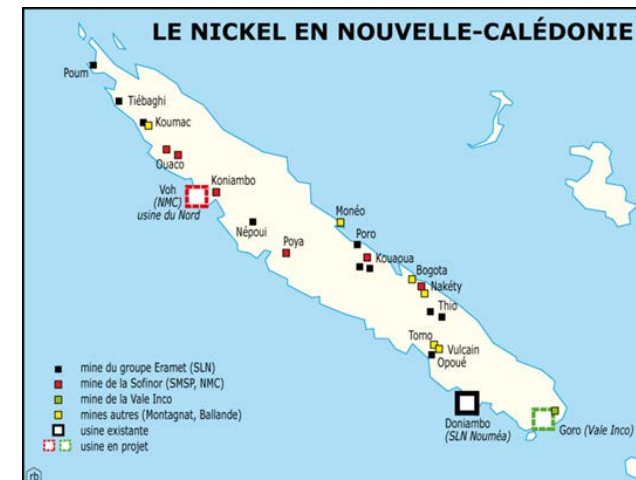 LE NICKEL EN NOUVELLE-CALÉDONIE
Poum
Tiébaghi
Koumac
Ouaco
Voh
(NMC)
usine du Nord
Koniambo
Népoui
Monéo
Poro
Poya
Kouaoua
Bogota
Nakéty
Thio
Tomo
Vulcain
Opoué
Doniambo
(SLN Nouméa)
Goro (Vale Inco)
mine du groupe Eramet (SLN)
mine de la Sofinor (SMSP, NMC)
mine de la Vale Inco
mines autres (Montagnat, Ballande)
usine existante
usine en projet
rb